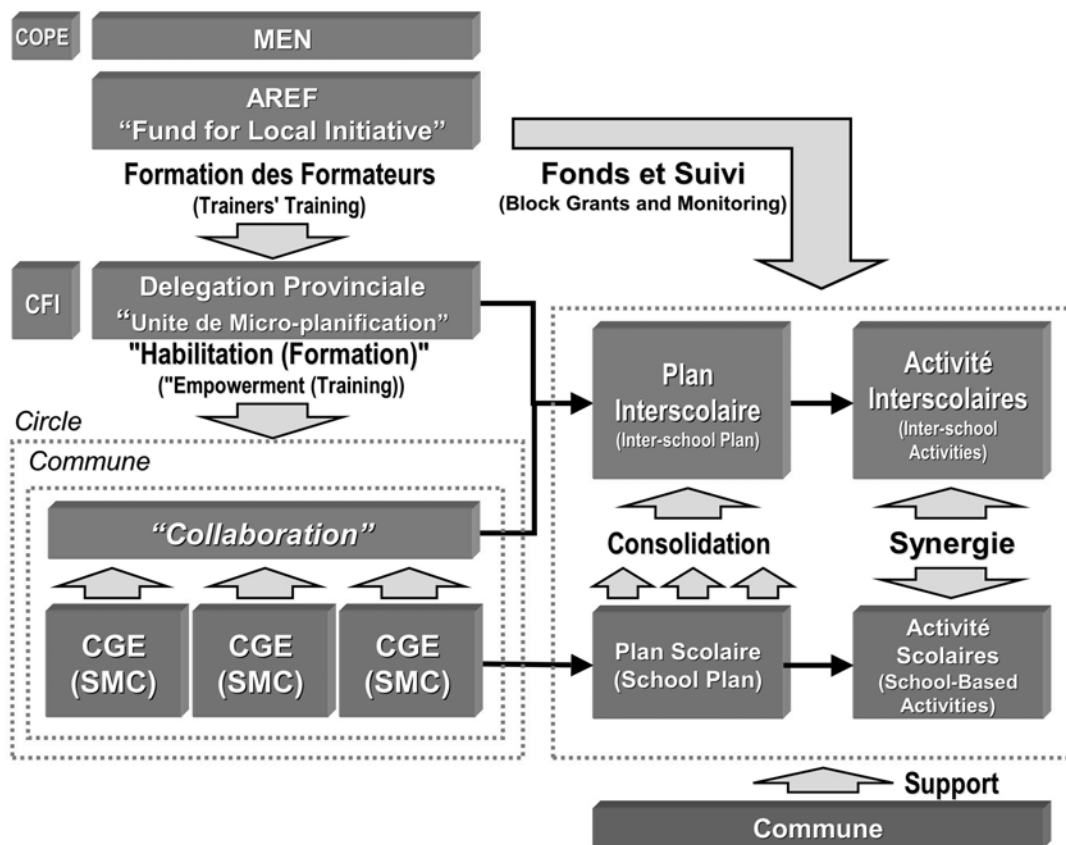 COPE
MEN
AREF
“Fund for Local Initiative”
Formation des Formateurs
(Trainers' Training)
Fonds et Suivi
(Block Grants and Monitoring)
CFI
Delegation Provinciale
“Unite de Micro-planification”
"Habilitation (Formation)"
("Empowerment (Training))
Circle
Commune
“Collaboration”
CGE
(SMC)
CGE
(SMC)
CGE
(SMC)
Plan
Interscolaire
(Inter-school Plan)
Activité
Interscolaires
(Inter-school
Activities)
Consolidation
Synergie
Plan Scolaire
(School Plan)
Activité
Scolaires
(School-Based
Activities)
Support
Commune